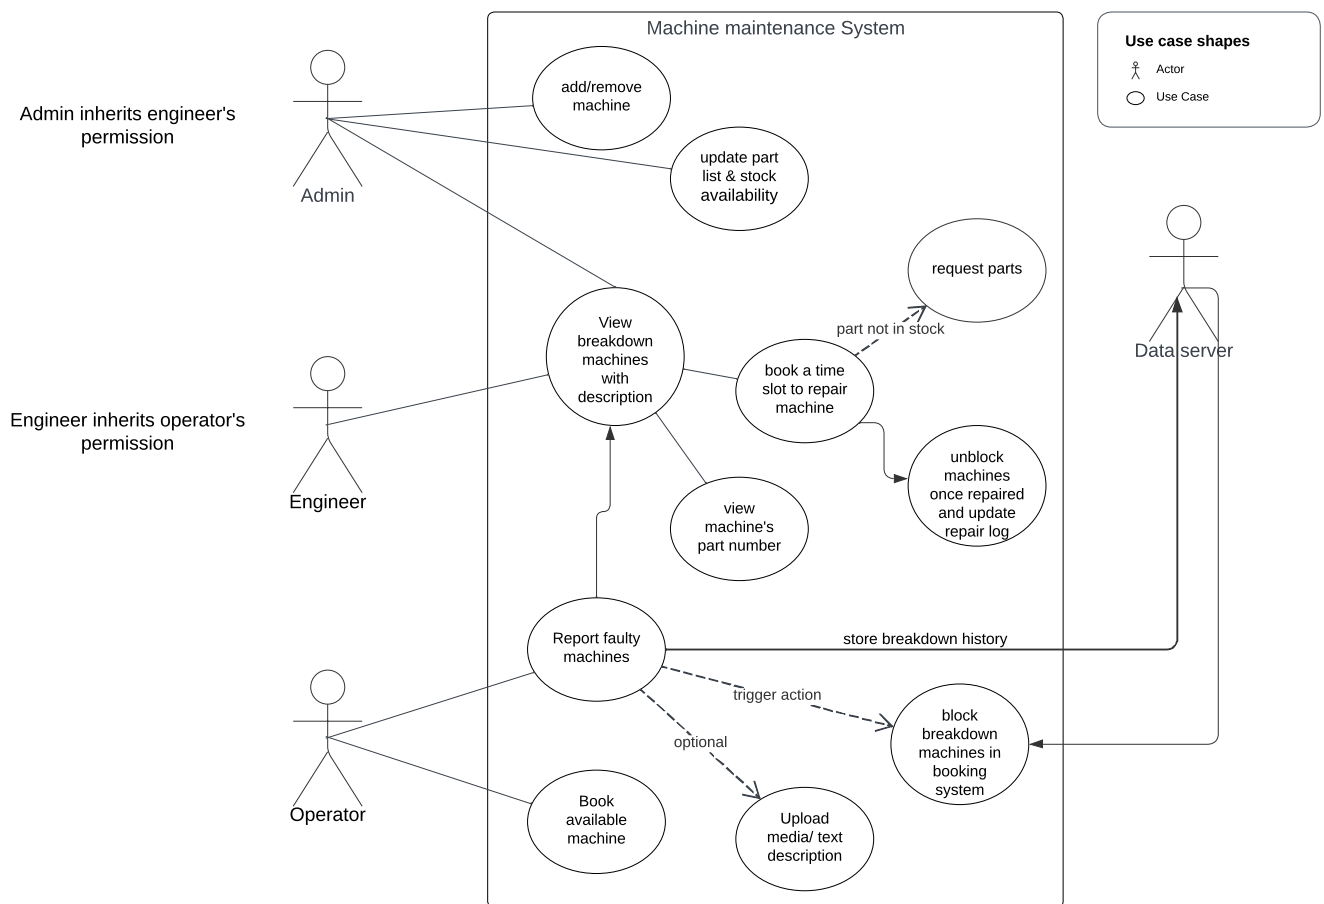 Machine maintenance System
Use case shapes
Actor
Use Case
add/remove
machine
Admin inherits engineer's
permission
update part
list & stock
availability
Admin
request parts
part not in stock
View
breakdown
machines
with
description
Data server
book a time
slot to repair
machine
Engineer inherits operator's
permission
Engineer
unblock
machines
once repaired
and update
repair log
view
machine's
part number
Report faulty
machines
store breakdown history
trigger action
optional
block
breakdown
machines in
booking
system
Operator
Book
available
machine
Upload
media/ text
description